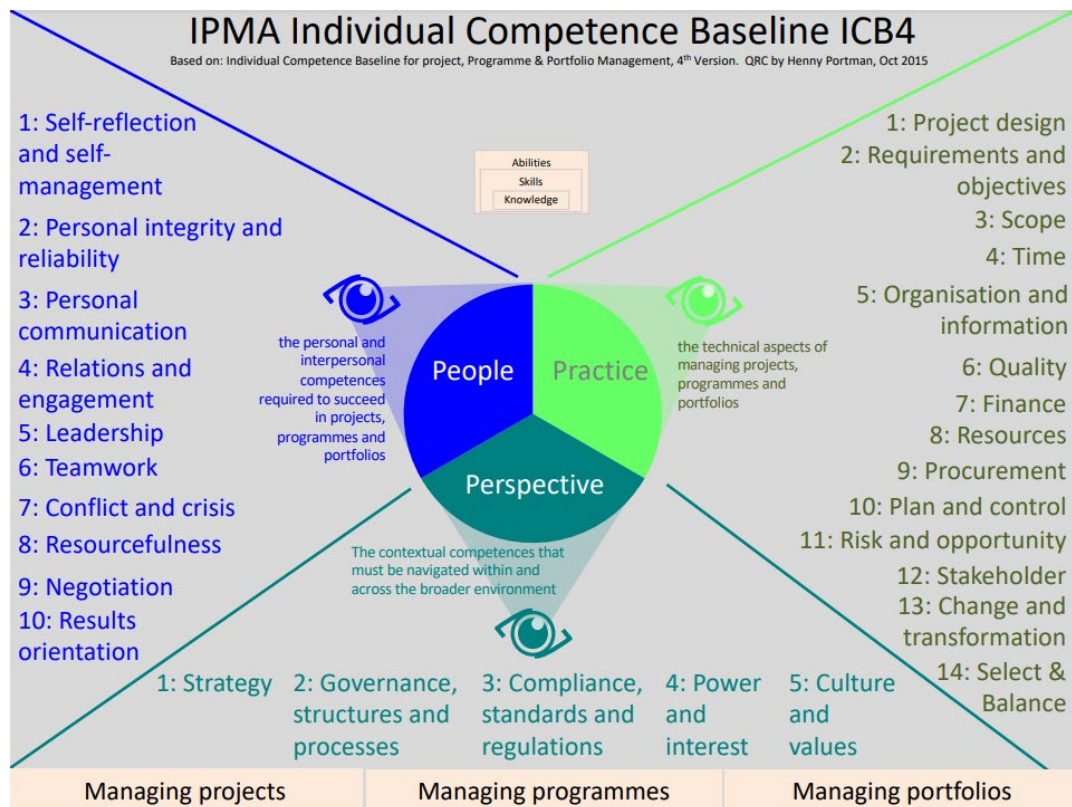 IPMA Individual Competence Baseline ICB4
Based on: Individual Competence Baseline for project, Programme & Portfolio Management, 4th Version. QRC by Henny Portman, Oct 2015
1: Self-reflection
and self-
management
2: Personal integrity and
reliability
3: Personal
communication
4: Relations and
engagement
5: Leadership
6: Teamwork
7: Conflict and crisis
8: Resourcefulness
9: Negotiation
10: Results
orientation
Abilities
Skills
Knowledge
the personal and
interpersonal
competences
required to succeed
in projects,
programmes and
portfolios
People
Practice
Perspective
the technical aspects of
managing projects,
programmes and
portfolios
The contextual competences that
must be navigated within and
across the broader environment
1: Project design
2: Requirements and
objectives
3: Scope
4: Time
5: Organisation and
information
6: Quality
7: Finance
8: Resources
9: Procurement
10: Plan and control
11: Risk and opportunity
12: Stakeholder
13: Change and
transformation
14: Select &
Balance
1: Strategy
2: Governance,
structures and
processes
3: Compliance,
standards and
regulations
4: Power
and
interest
5: Culture
and
values
Managing projects
Managing programmes
Managing portfolios